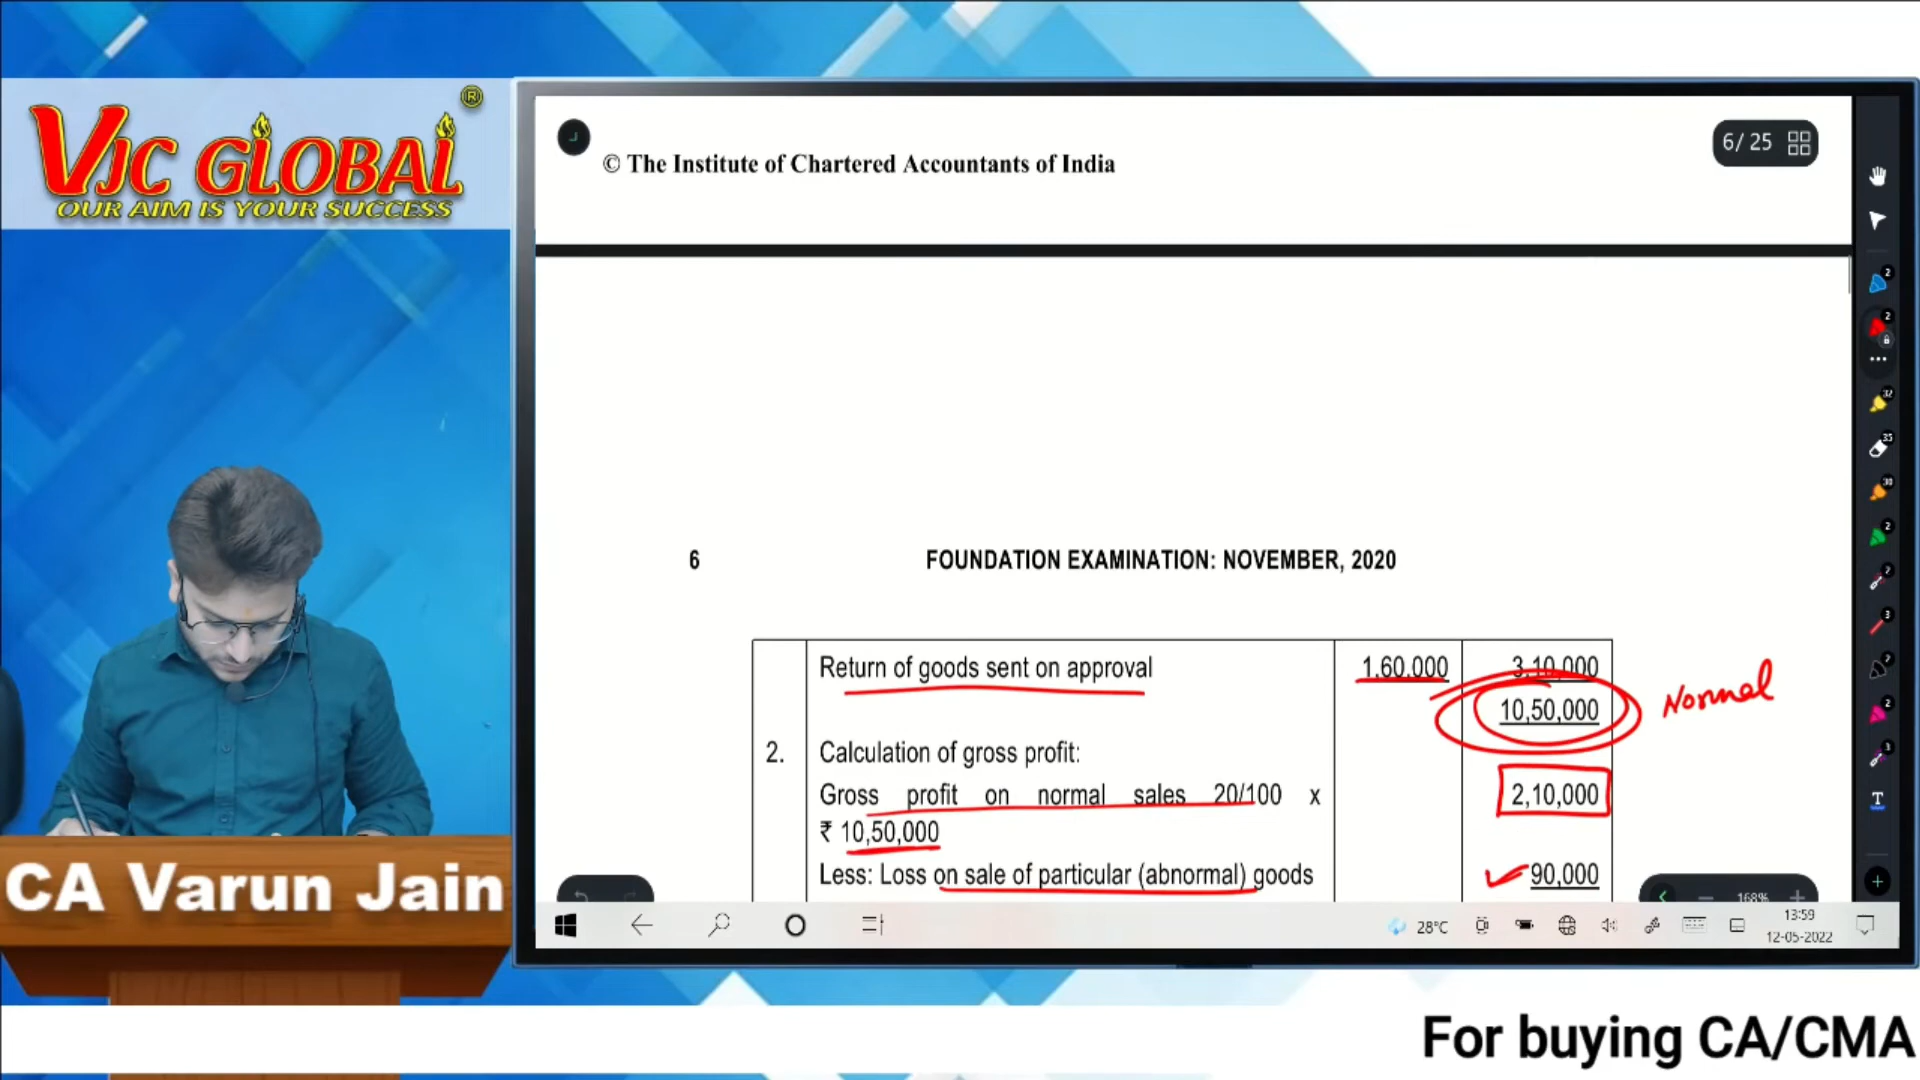 VJC GLOBAL ®
OUR AIM IS YOUR SUCCESS
© The Institute of Chartered Accountants of India
6/ 25
6 FOUNDATION EXAMINATION: NOVEMBER, 2020
Return of goods sent on approval 1,60,000 3,10,000
10,50,000 Normal
2. Calculation of gross profit:
Gross profit on normal sales 20/100 x 2,10,000
₹ 10,50,000
Less: Loss on sale of particular (abnormal) goods 90,000
168%
28°C 13:59
12-05-2022
CA Varun Jain
For buying CA/CMA